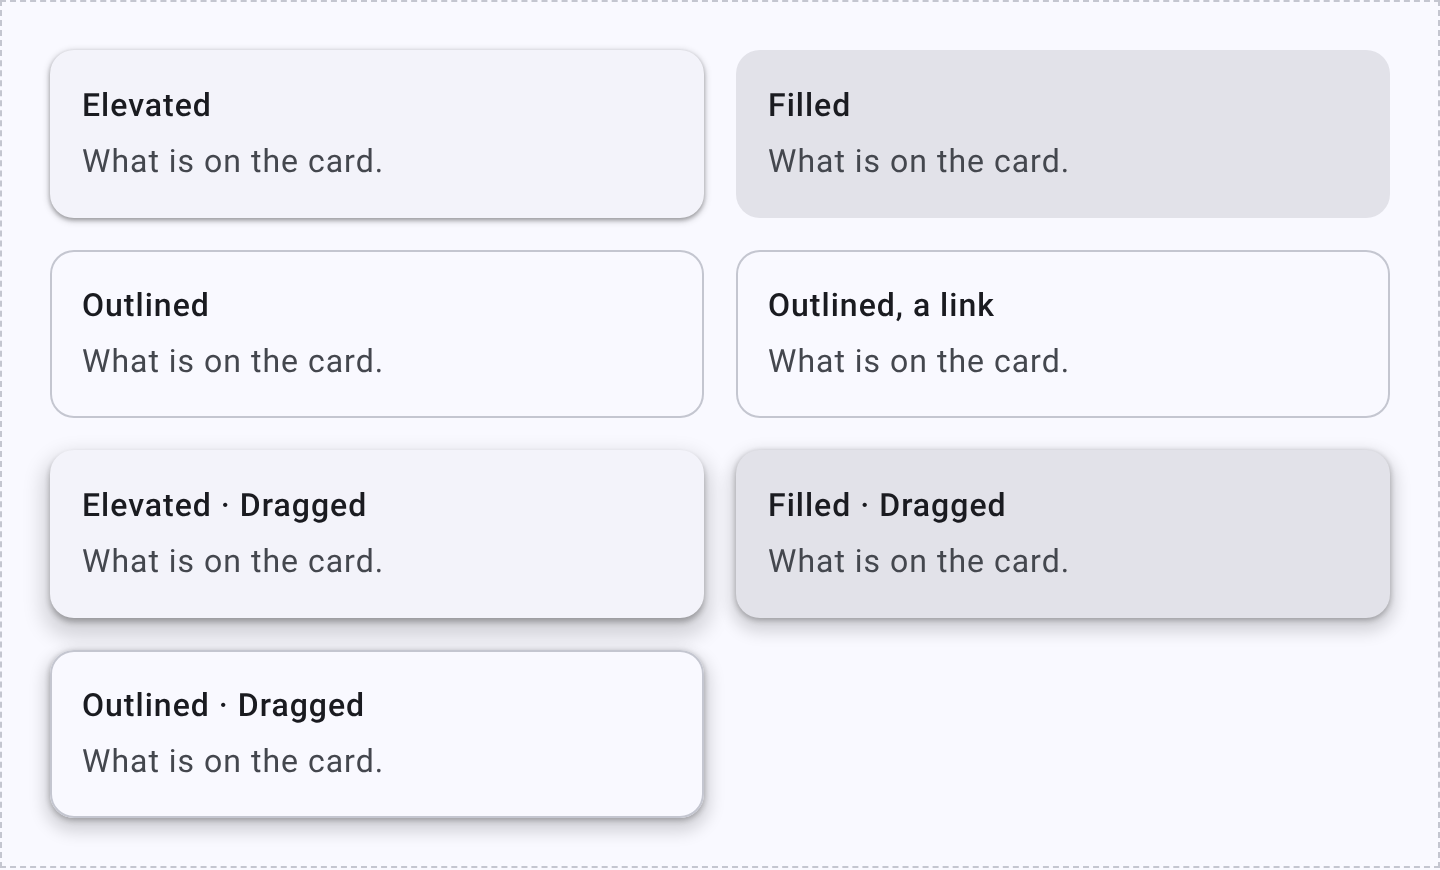 Elevated
What is on the card.
Filled
What is on the card.
Outlined
What is on the card.
Outlined, a link
What is on the card.
Elevated · Dragged
What is on the card.
Filled · Dragged
What is on the card.
Outlined · Dragged
What is on the card.